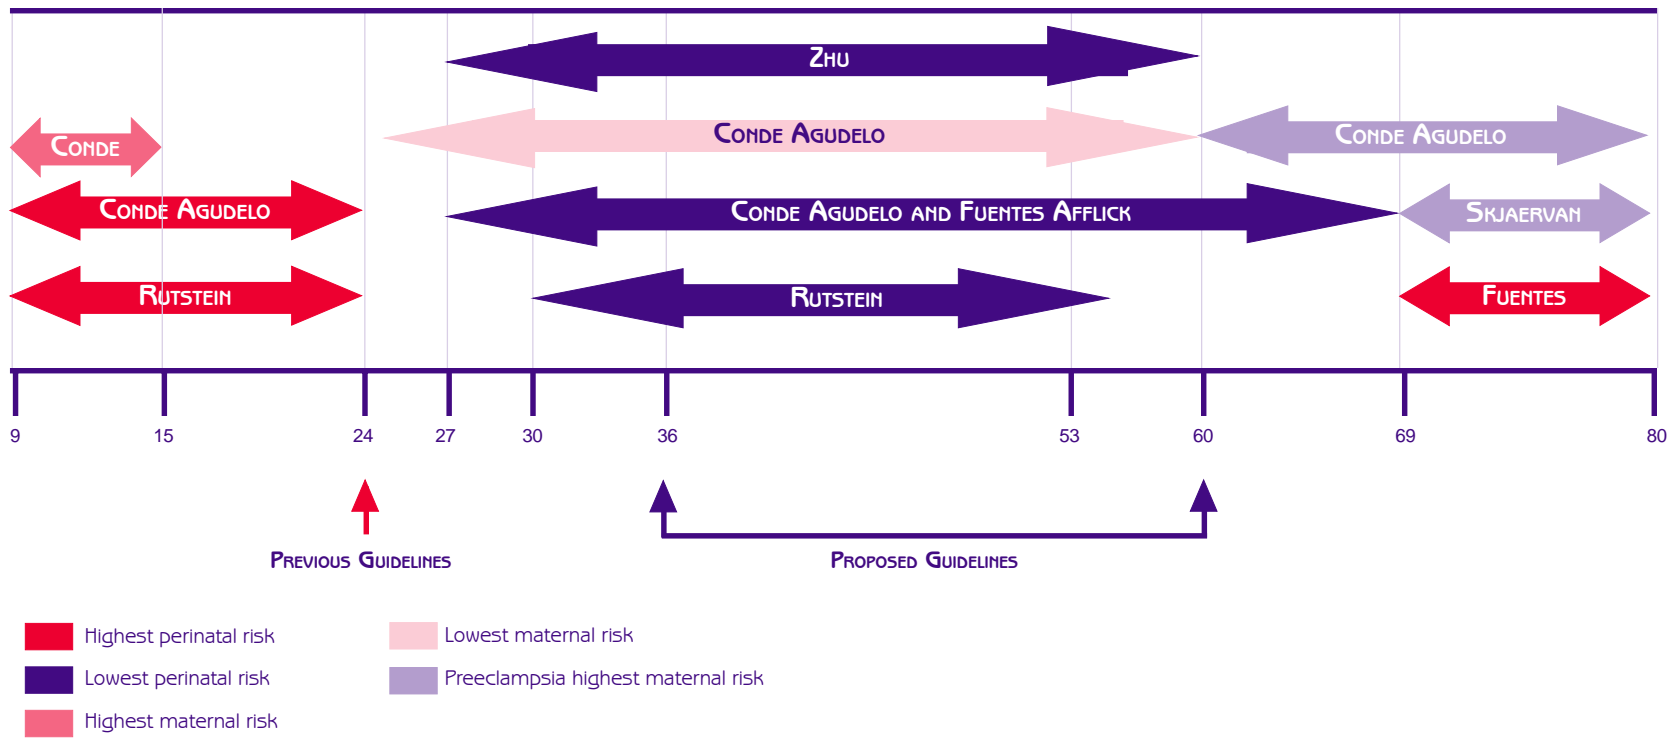 Zhu
Conde Agudelo
Conde Agudelo
Conde
Conde Agudelo
Conde Agudelo and Fuentes Afflick
Skjaervan
Rutstein
Rutstein
Fuentes
9 15 24 27 30 36 53 60 69 80
Previous Guidelines
Proposed Guidelines
Highest perinatal risk
Lowest perinatal risk
Highest maternal risk
Lowest maternal risk
Preeclampsia highest maternal risk